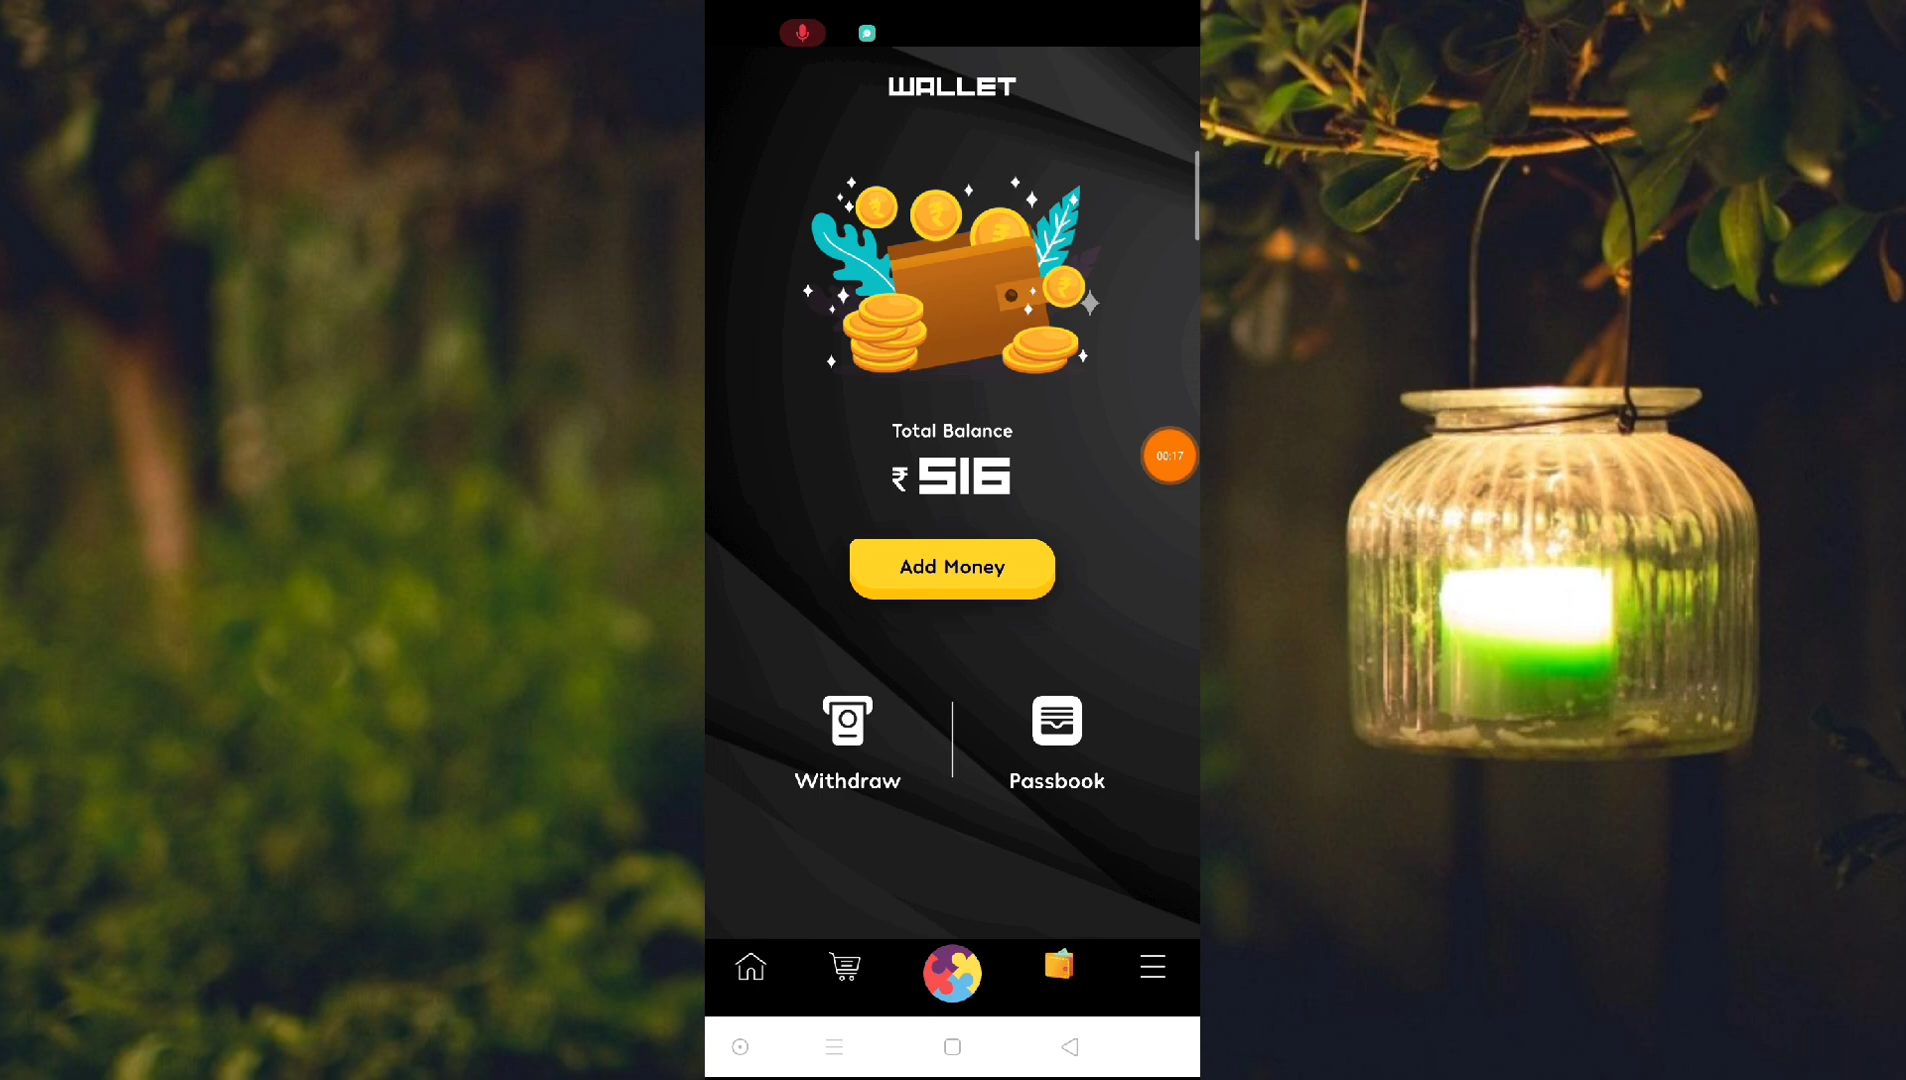 WALLET
Total Balance
₹ 516
00:17
Add Money
Withdraw
Passbook